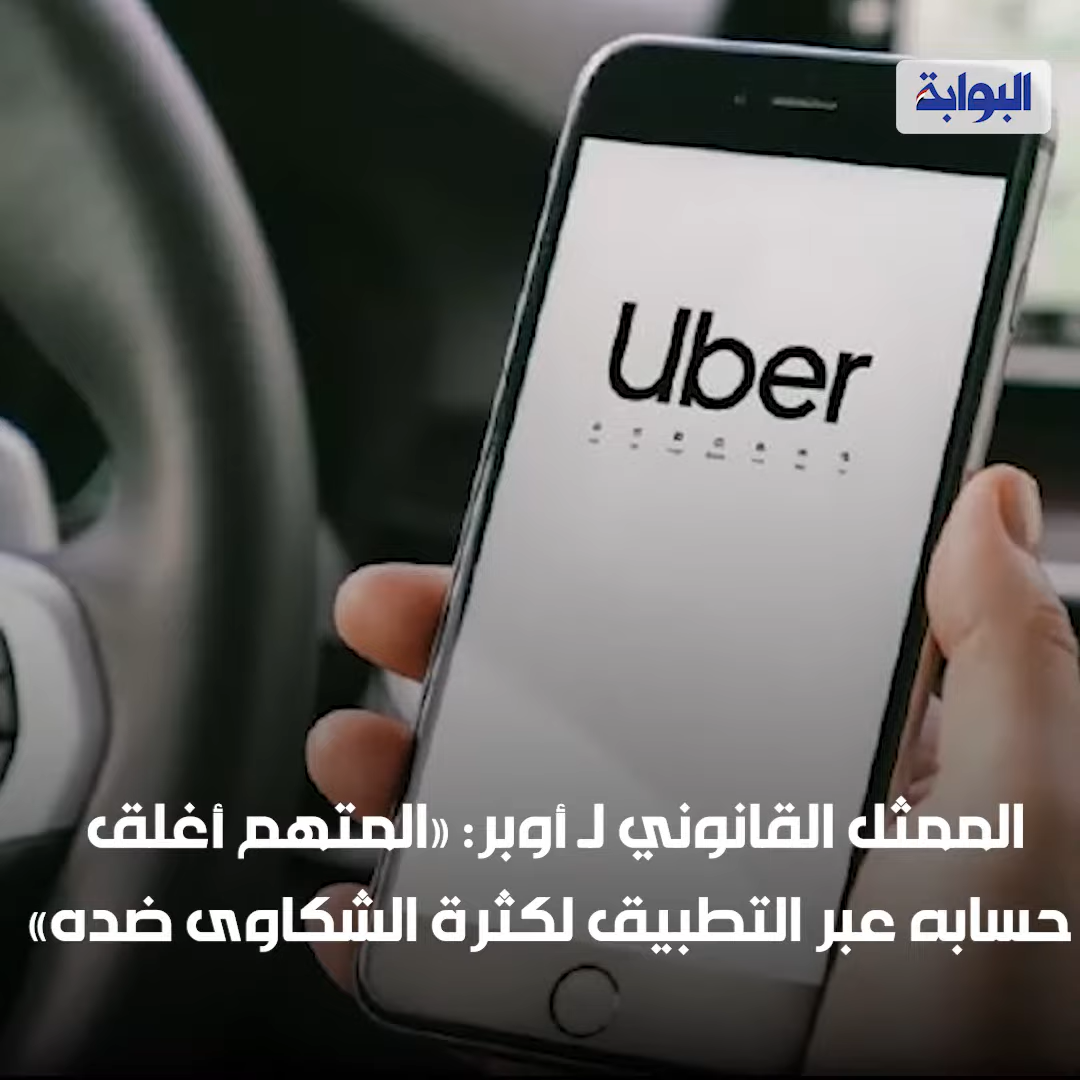 البوابة
Uber
الممثل القانوني لـ أوبر: «المتهم أغلق
حسابه عبر التطبيق لكثرة الشكاوى ضده»